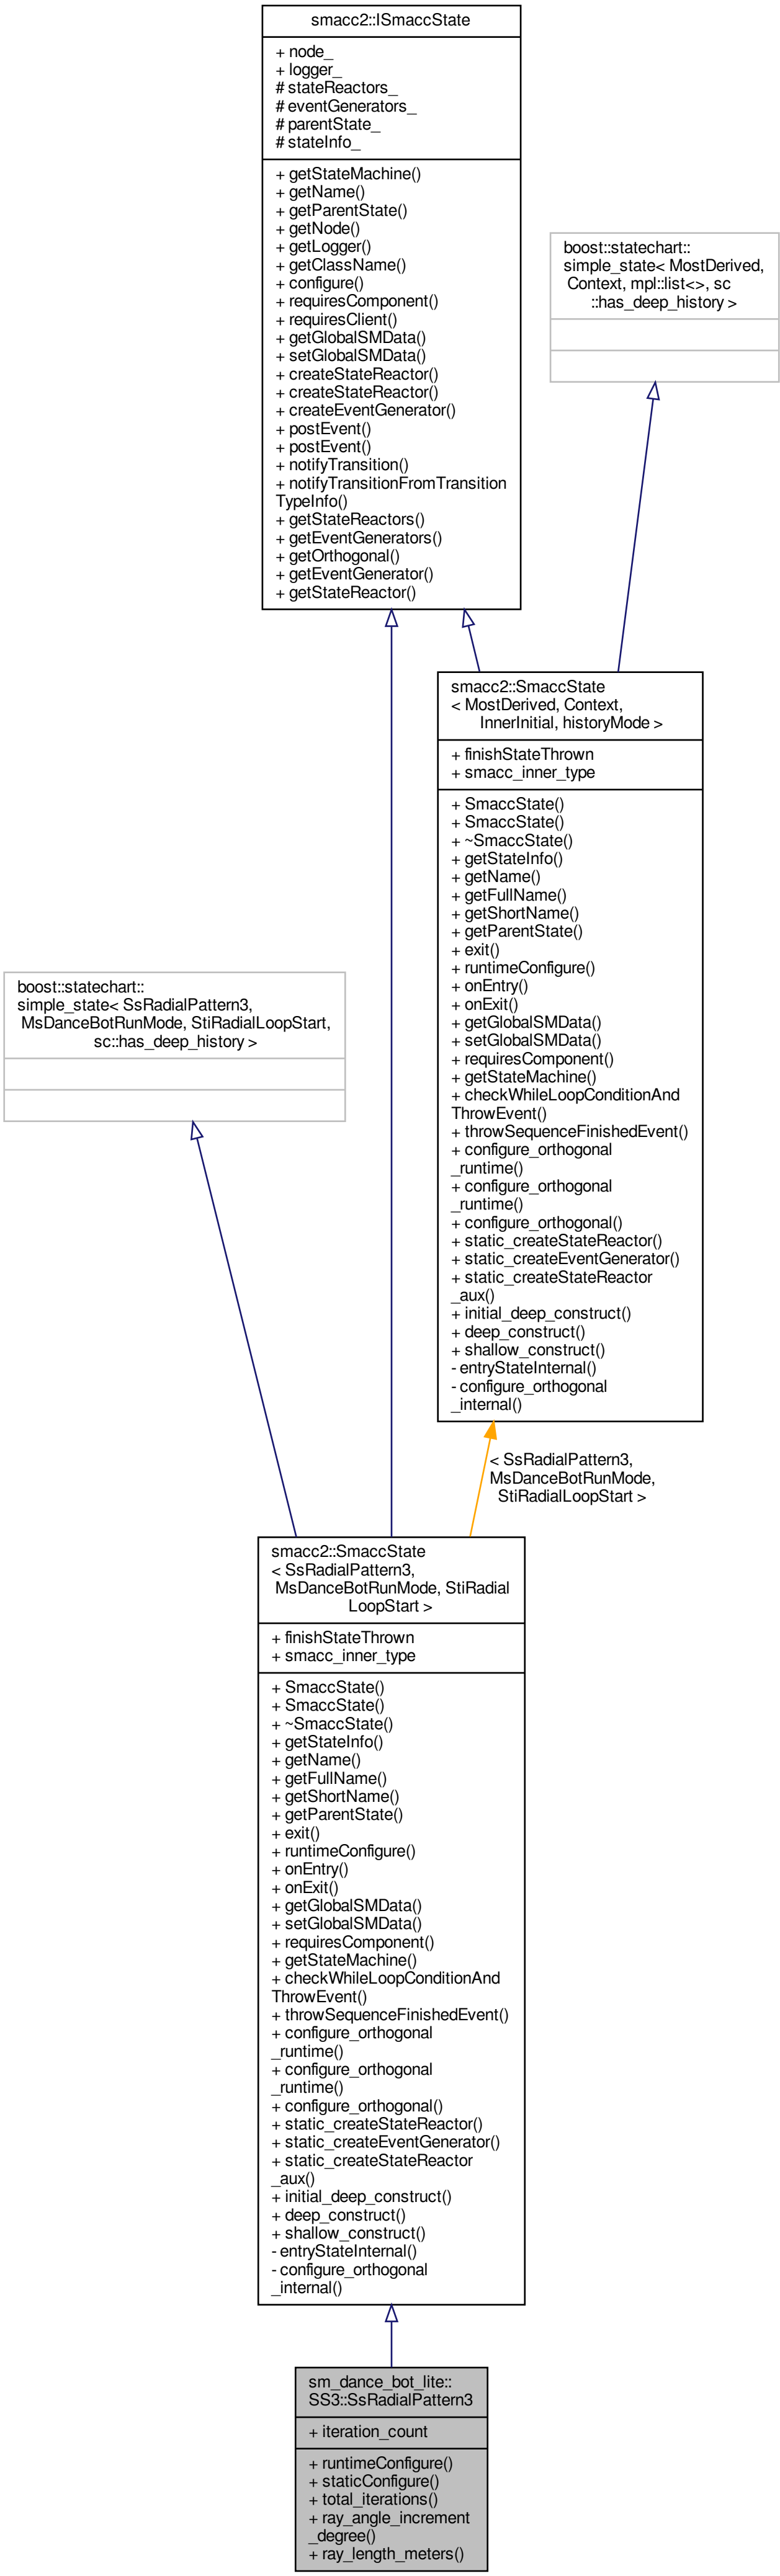 smacc2::ISmaccState
+ node_
+ logger_
# stateReactors_
# eventGenerators_
# parentState_
# stateInfo_
+ getStateMachine()
+ getName()
+ getParentState()
+ getNode()
+ getLogger()
+ getClassName()
+ configure()
+ requiresComponent()
+ requiresClient()
+ getGlobalSMData()
+ setGlobalSMData()
+ createStateReactor()
+ createStateReactor()
+ createEventGenerator()
+ postEvent()
+ postEvent()
+ notifyTransition()
+ notifyTransitionFromTransition
TypeInfo()
+ getStateReactors()
+ getEventGenerators()
+ getOrthogonal()
+ getEventGenerator()
+ getStateReactor()
boost::statechart::
simple_state< MostDerived,
Context, mpl::list<>, sc
::has_deep_history >
smacc2::SmaccState
< MostDerived, Context,
InnerInitial, historyMode >
+ finishStateThrown
+ smacc_inner_type
+ SmaccState()
+ SmaccState()
+ ~SmaccState()
+ getStateInfo()
+ getName()
+ getFullName()
+ getShortName()
+ getParentState()
+ exit()
+ runtimeConfigure()
+ onEntry()
+ onExit()
+ getGlobalSMData()
+ setGlobalSMData()
+ requiresComponent()
+ getStateMachine()
+ checkWhileLoopConditionAnd
ThrowEvent()
+ throwSequenceFinishedEvent()
+ configure_orthogonal
_runtime()
+ configure_orthogonal
_runtime()
+ configure_orthogonal()
+ static_createStateReactor()
+ static_createEventGenerator()
+ static_createStateReactor
_aux()
+ initial_deep_construct()
+ deep_construct()
+ shallow_construct()
- entryStateInternal()
- configure_orthogonal
_internal()
boost::statechart::
simple_state< SsRadialPattern3,
MsDanceBotRunMode, StiRadialLoopStart,
sc::has_deep_history >
< SsRadialPattern3,
MsDanceBotRunMode,
StiRadialLoopStart >
smacc2::SmaccState
< SsRadialPattern3,
MsDanceBotRunMode, StiRadial
LoopStart >
+ finishStateThrown
+ smacc_inner_type
+ SmaccState()
+ SmaccState()
+ ~SmaccState()
+ getStateInfo()
+ getName()
+ getFullName()
+ getShortName()
+ getParentState()
+ exit()
+ runtimeConfigure()
+ onEntry()
+ onExit()
+ getGlobalSMData()
+ setGlobalSMData()
+ requiresComponent()
+ getStateMachine()
+ checkWhileLoopConditionAnd
ThrowEvent()
+ throwSequenceFinishedEvent()
+ configure_orthogonal
_runtime()
+ configure_orthogonal
_runtime()
+ configure_orthogonal()
+ static_createStateReactor()
+ static_createEventGenerator()
+ static_createStateReactor
_aux()
+ initial_deep_construct()
+ deep_construct()
+ shallow_construct()
- entryStateInternal()
- configure_orthogonal
_internal()
sm_dance_bot_lite::
SS3::SsRadialPattern3
+ iteration_count
+ runtimeConfigure()
+ staticConfigure()
+ total_iterations()
+ ray_angle_increment
_degree()
+ ray_length_meters()